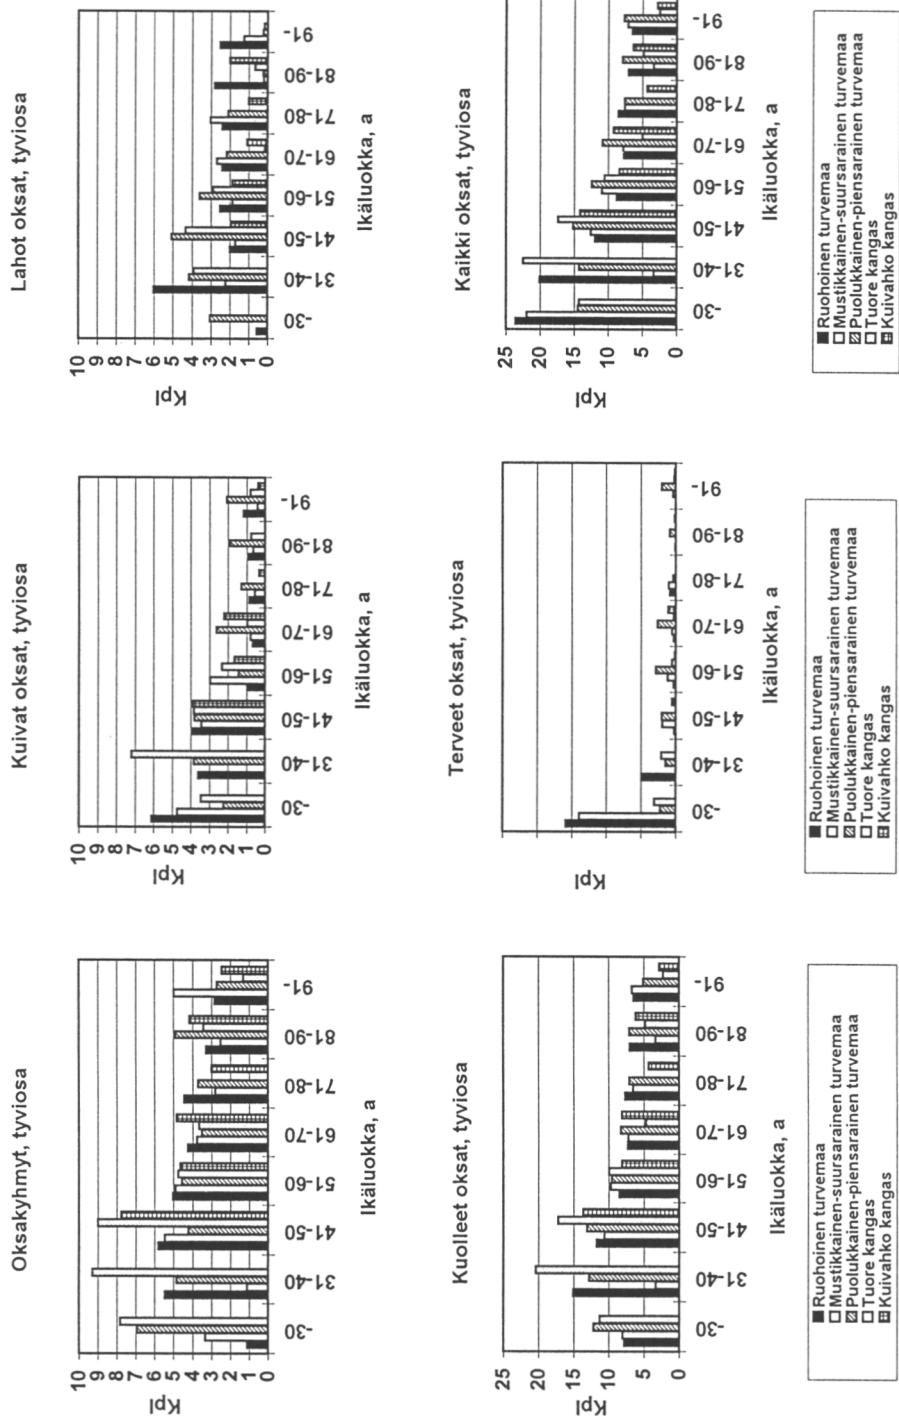 Oksakyhmyt, tyviosa
Kpl
10
9
8
7
6
5
4
3
2
1
0
-30
31-40
41-50
51-60
61-70
71-80
81-90
91-
Ikäluokka, a
Kuivat oksat, tyviosa
Kpl
10
9
8
7
6
5
4
3
2
1
0
-30
31-40
41-50
51-60
61-70
71-80
81-90
91-
Ikäluokka, a
Lahot oksat, tyviosa
Kpl
10
9
8
7
6
5
4
3
2
1
0
-30
31-40
41-50
51-60
61-70
71-80
81-90
91-
Ikäluokka, a
Kuolleet oksat, tyviosa
Kpl
25
20
15
10
5
0
-30
31-40
41-50
51-60
61-70
71-80
81-90
91-
Ikäluokka, a
Ruohoinen turvemaa
Mustikkainen-suursarainen turvemaa
Puolukkainen-piensarainen turvemaa
Tuore kangas
Kuivahko kangas
Terveet oksat, tyviosa
Kpl
-30
31-40
41-50
51-60
61-70
71-80
81-90
91-
Ikäluokka, a
Ruohoinen turvemaa
Mustikkainen-suursarainen turvemaa
Puolukkainen-piensarainen turvemaa
Tuore kangas
Kuivahko kangas
Kaikki oksat, tyviosa
Kpl
25
20
15
10
5
0
-30
31-40
41-50
51-60
61-70
71-80
81-90
91-
Ikäluokka, a
Ruohoinen turvemaa
Mustikkainen-suursarainen turvemaa
Puolukkainen-piensarainen turvemaa
Tuore kangas
Kuivahko kangas